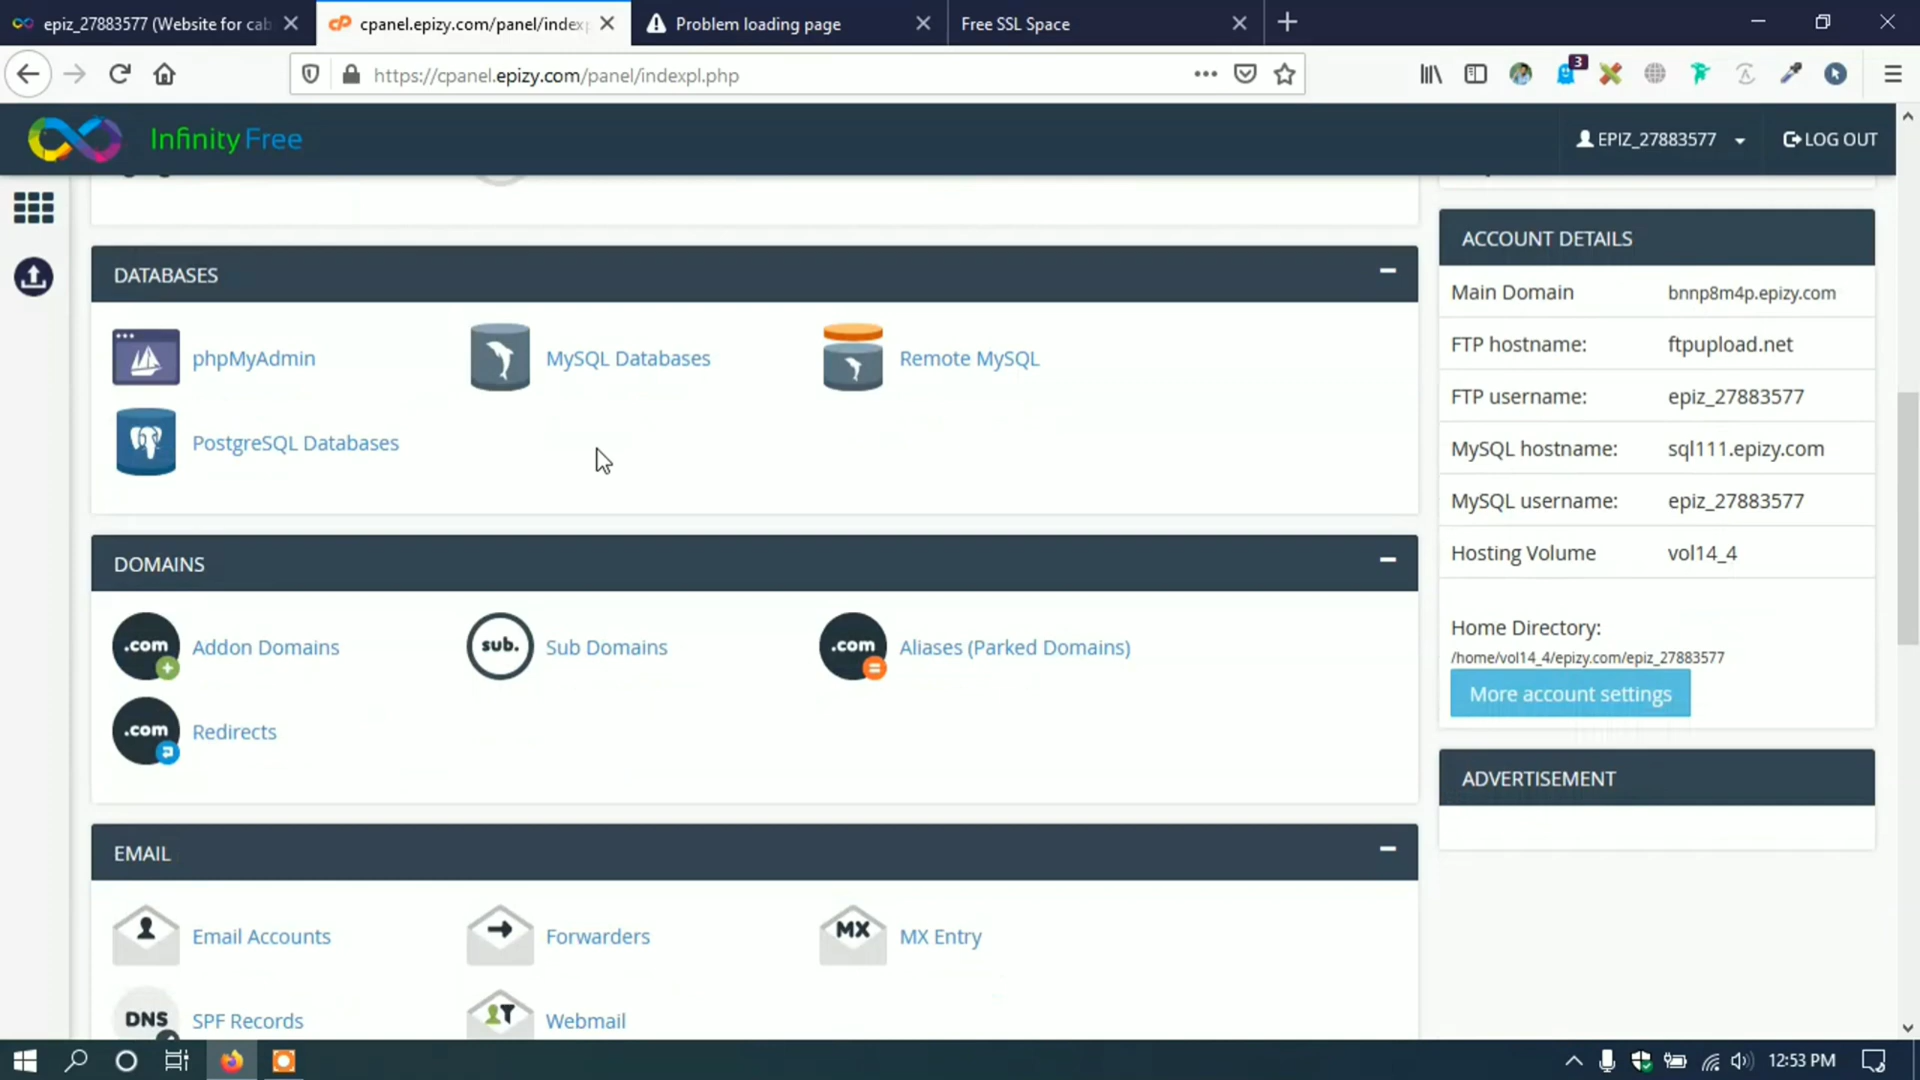 epiz_27883577 (Website for cab
cpanel.epizy.com/panel/indexp
Problem loading page
Free SSL Space
https://cpanel.epizy.com/panel/indexpl.php
3
Infinity Free
EPIZ_27883577
LOG OUT
DATABASES
phpMyAdmin
MySQL Databases
Remote MySQL
PostgreSQL Databases
DOMAINS
.com
Addon Domains
sub.
Sub Domains
.com
Aliases (Parked Domains)
.com
Redirects
EMAIL
Email Accounts
Forwarders
MX
MX Entry
DNS
SPF Records
Webmail
ACCOUNT DETAILS
Main Domain bnnp8m4p.epizy.com
FTP hostname: ftpupload.net
FTP username: epiz_27883577
MySQL hostname: sql111.epizy.com
MySQL username: epiz_27883577
Hosting Volume vol14_4
Home Directory:
/home/vol14_4/epizy.com/epiz_27883577
More account settings
ADVERTISEMENT
12:53 PM